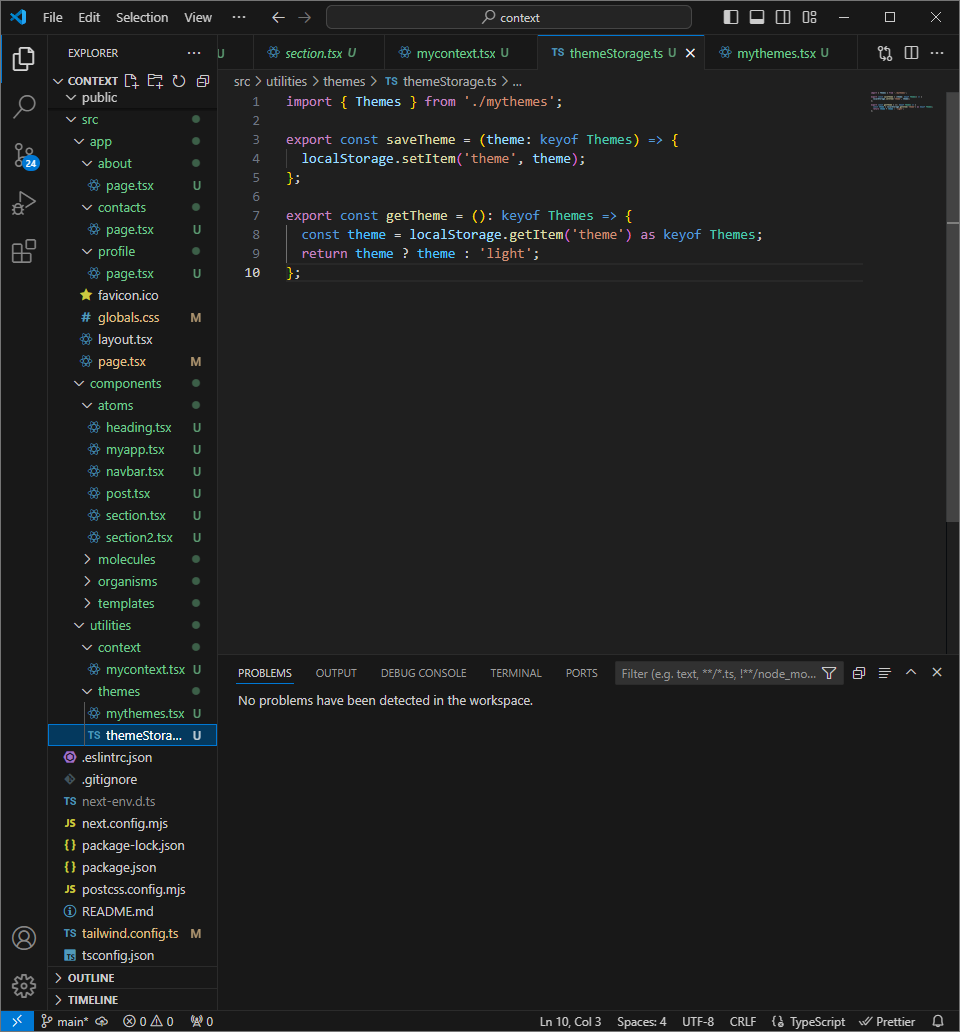 File Edit Selection View ··· context
EXPLORER ···
U section.tsx U mycontext.tsx U TS themeStorage.ts U mythemes.tsx U
CONTEXT
src > utilities > themes > TS themeStorage.ts > ...
public
src
app
about
page.tsx U
contacts
page.tsx U
profile
page.tsx U
favicon.ico
# globals.css M
layout.tsx
page.tsx M
components
atoms
heading.tsx U
myapp.tsx U
navbar.tsx U
post.tsx U
section.tsx U
section2.tsx U
molecules
organisms
templates
utilities
context
mycontext.tsx U
themes
mythemes.tsx U
TS themeStora... U
.eslintrc.json
.gitignore
TS next-env.d.ts
JS next.config.mjs
{} package-lock.json
{} package.json
JS postcss.config.mjs
README.md
TS tailwind.config.ts M
TS tsconfig.json
OUTLINE
TIMELINE
24
1 import { Themes } from './mythemes';
2
3 export const saveTheme = (theme: keyof Themes) => {
4 localStorage.setItem('theme', theme);
5 };
6
7 export const getTheme = (): keyof Themes => {
8 const theme = localStorage.getItem('theme') as keyof Themes;
9 return theme ? theme : 'light';
10 };
PROBLEMS OUTPUT DEBUG CONSOLE TERMINAL PORTS Filter (e.g. text, **/*.ts, !**/node_mo...
No problems have been detected in the workspace.
main* 0 0 0 Ln 10, Col 3 Spaces: 4 UTF-8 CRLF {} TypeScript Prettier